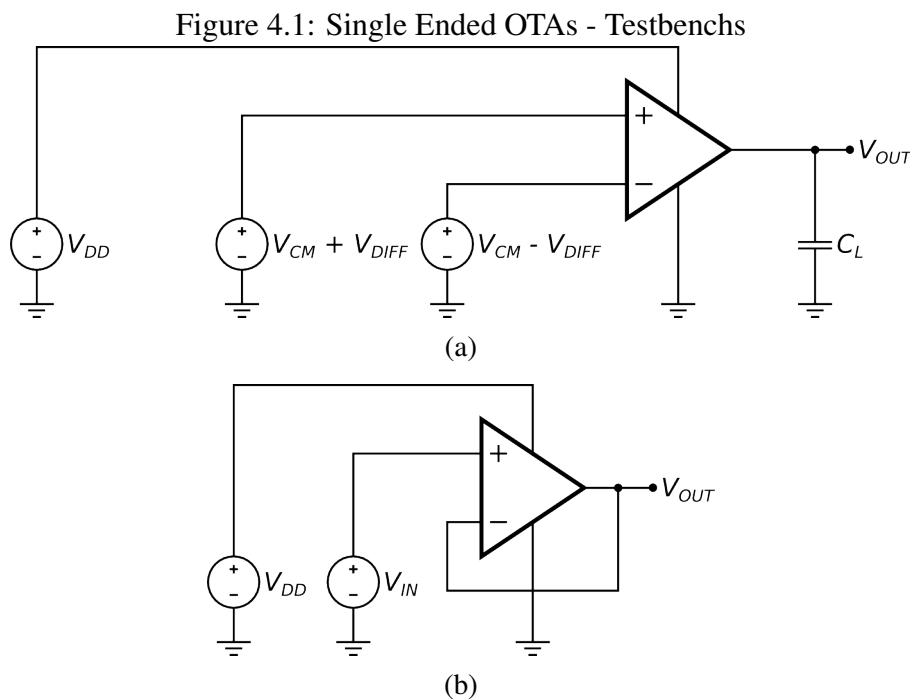 Figure 4.1: Single Ended OTAs - Testbenchs
+
−
V_OUT
+
-
V_DD
+
-
V_CM + V_DIFF
+
-
V_CM - V_DIFF
C_L
(a)
+
−
V_OUT
+
-
V_DD
+
-
V_IN
(b)